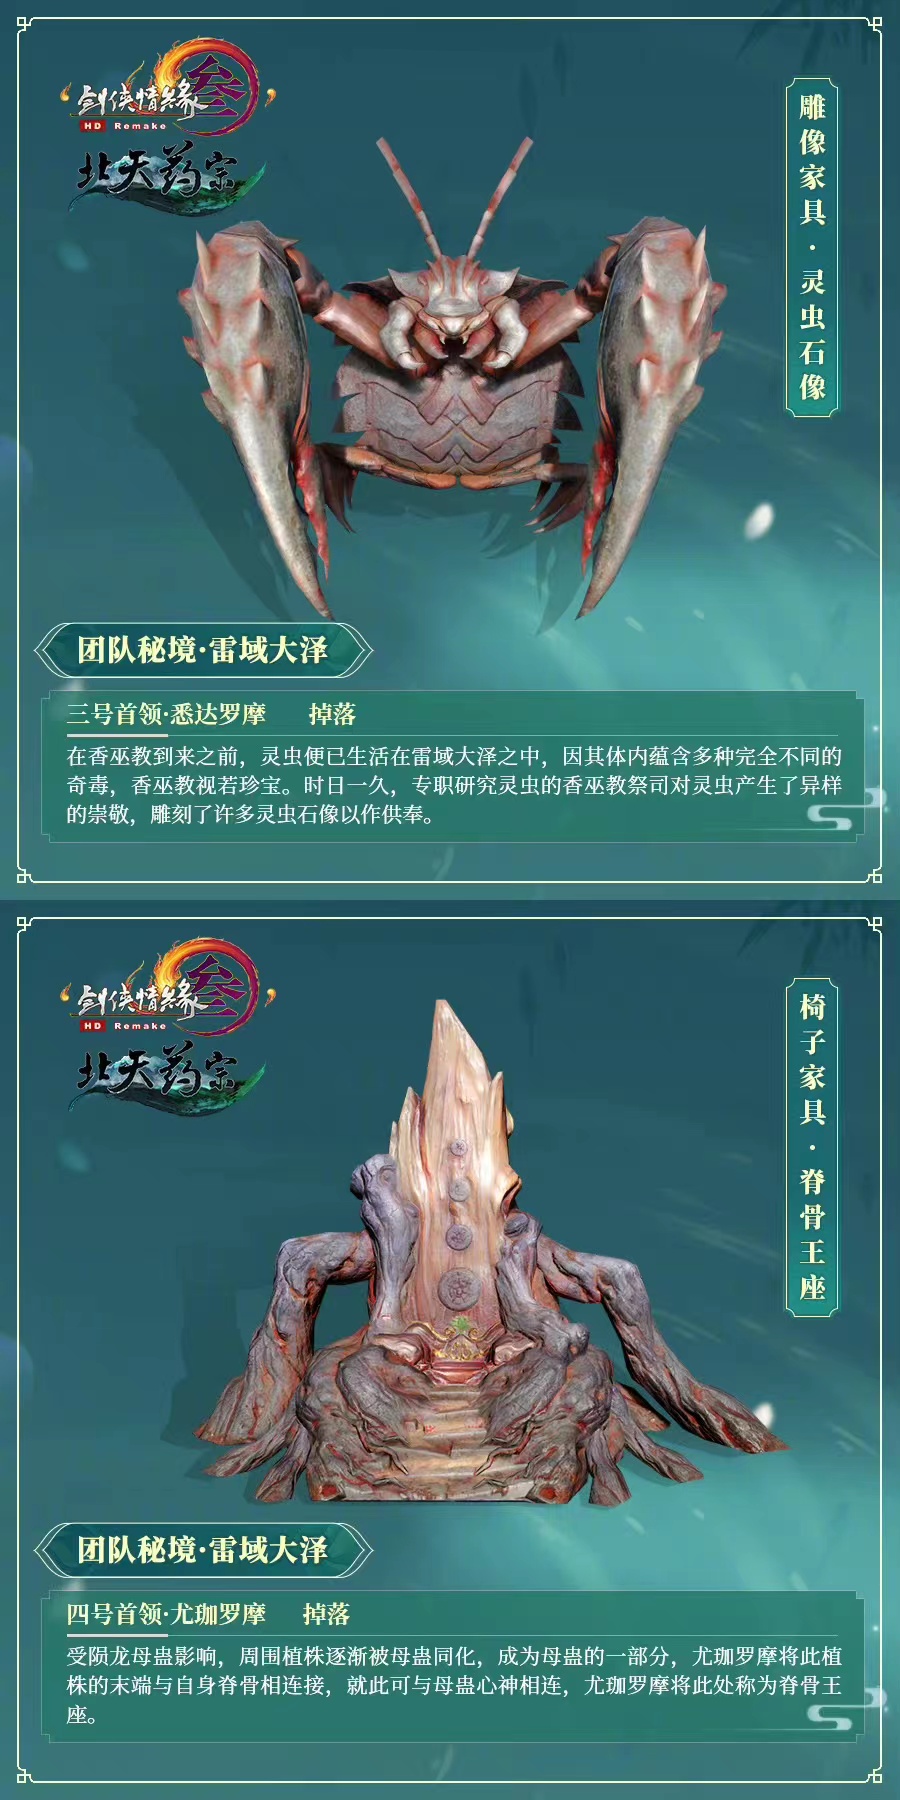 剑侠情缘叁
HD Remake
北天药宗
雕像家具·灵虫石像
团队秘境·雷域大泽
三号首领·悉达罗摩 掉落
在香巫教到来之前，灵虫便已生活在雷域大泽之中，因其体内蕴含多种完全不同的
奇毒，香巫教视若珍宝。时日一久，专职研究灵虫的香巫教祭司对灵虫产生了异样
的崇敬，雕刻了许多灵虫石像以作供奉。
剑侠情缘叁
HD Remake
北天药宗
椅子家具·脊骨王座
团队秘境·雷域大泽
四号首领·尤珈罗摩 掉落
受陨龙母蛊影响，周围植株逐渐被母蛊同化，成为母蛊的一部分，尤珈罗摩将此植
株的末端与自身脊骨相连接，就此可与母蛊心神相连，尤珈罗摩将此处称为脊骨王
座。